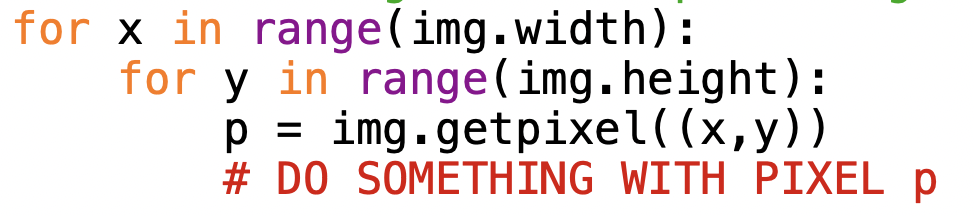 for x in range(img.width):
    for y in range(img.height):
        p = img.getpixel((x,y))
        # DO SOMETHING WITH PIXEL p